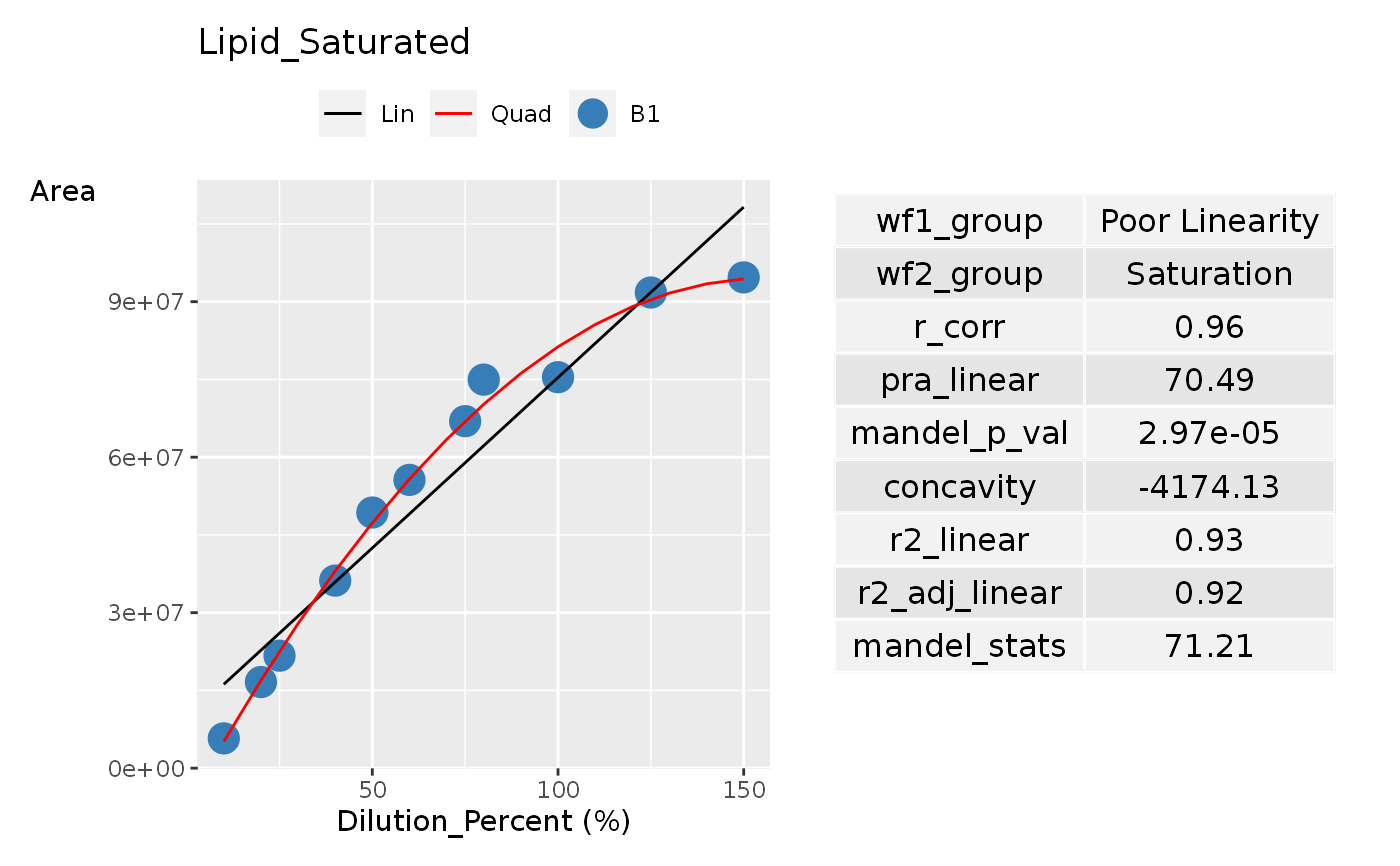 Lipid_Saturated
Lin Quad B1
Area
9e+07
6e+07
3e+07
0e+00
50 100 150
Dilution_Percent (%)
wf1_group Poor Linearity
wf2_group Saturation
r_corr 0.96
pra_linear 70.49
mandel_p_val 2.97e-05
concavity -4174.13
r2_linear 0.93
r2_adj_linear 0.92
mandel_stats 71.21